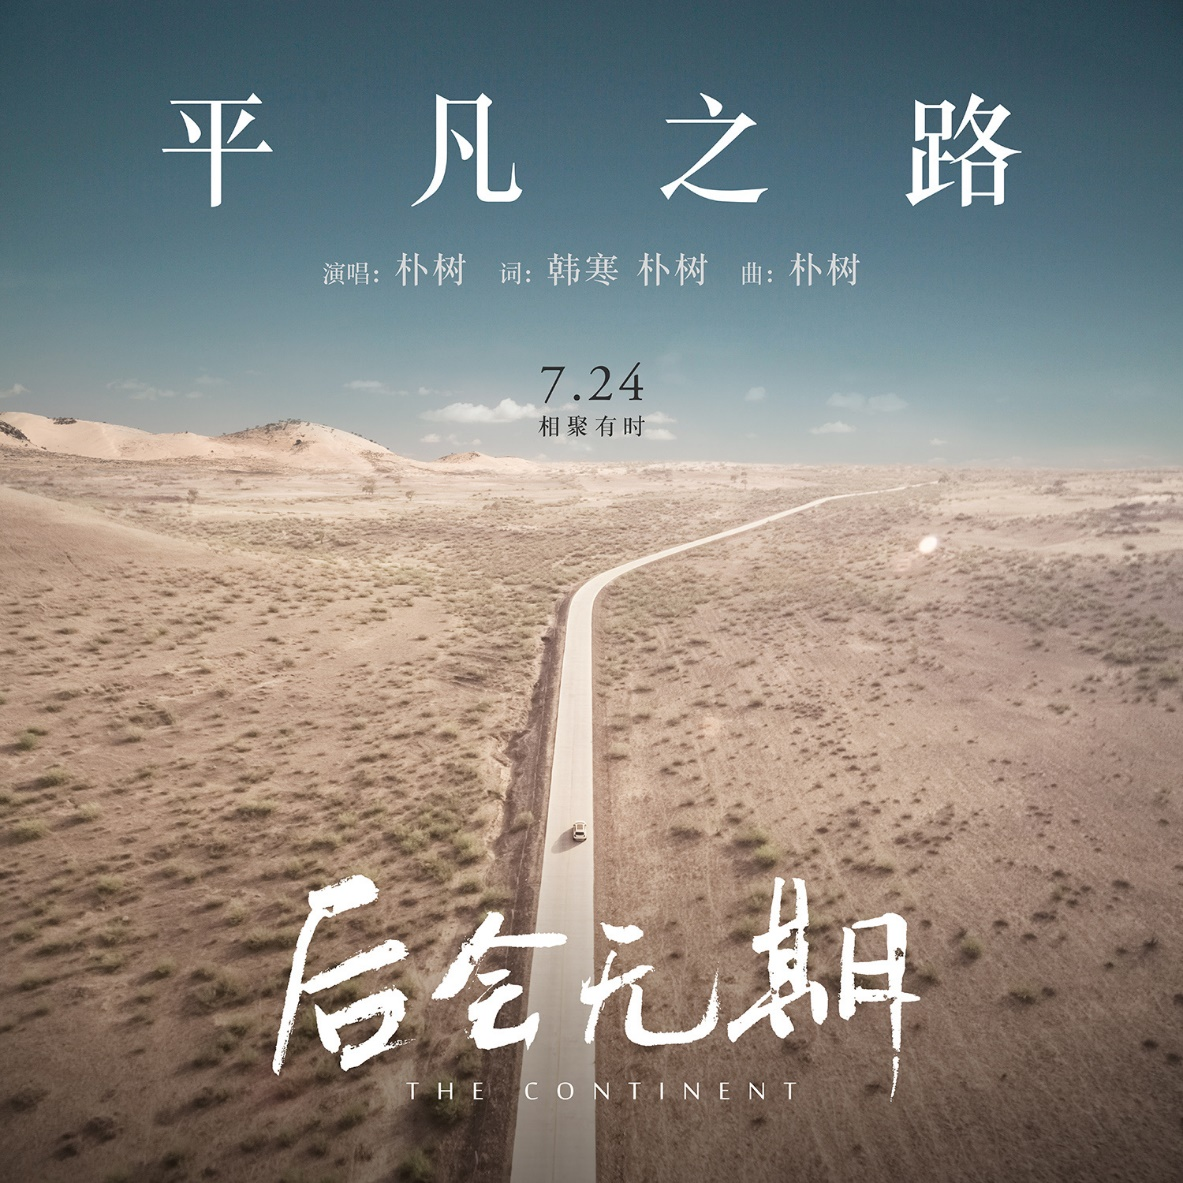 平凡之路
演唱：朴树 词：韩寒 朴树 曲：朴树
7.24
相聚有时
后会无期
THE CONTINENT